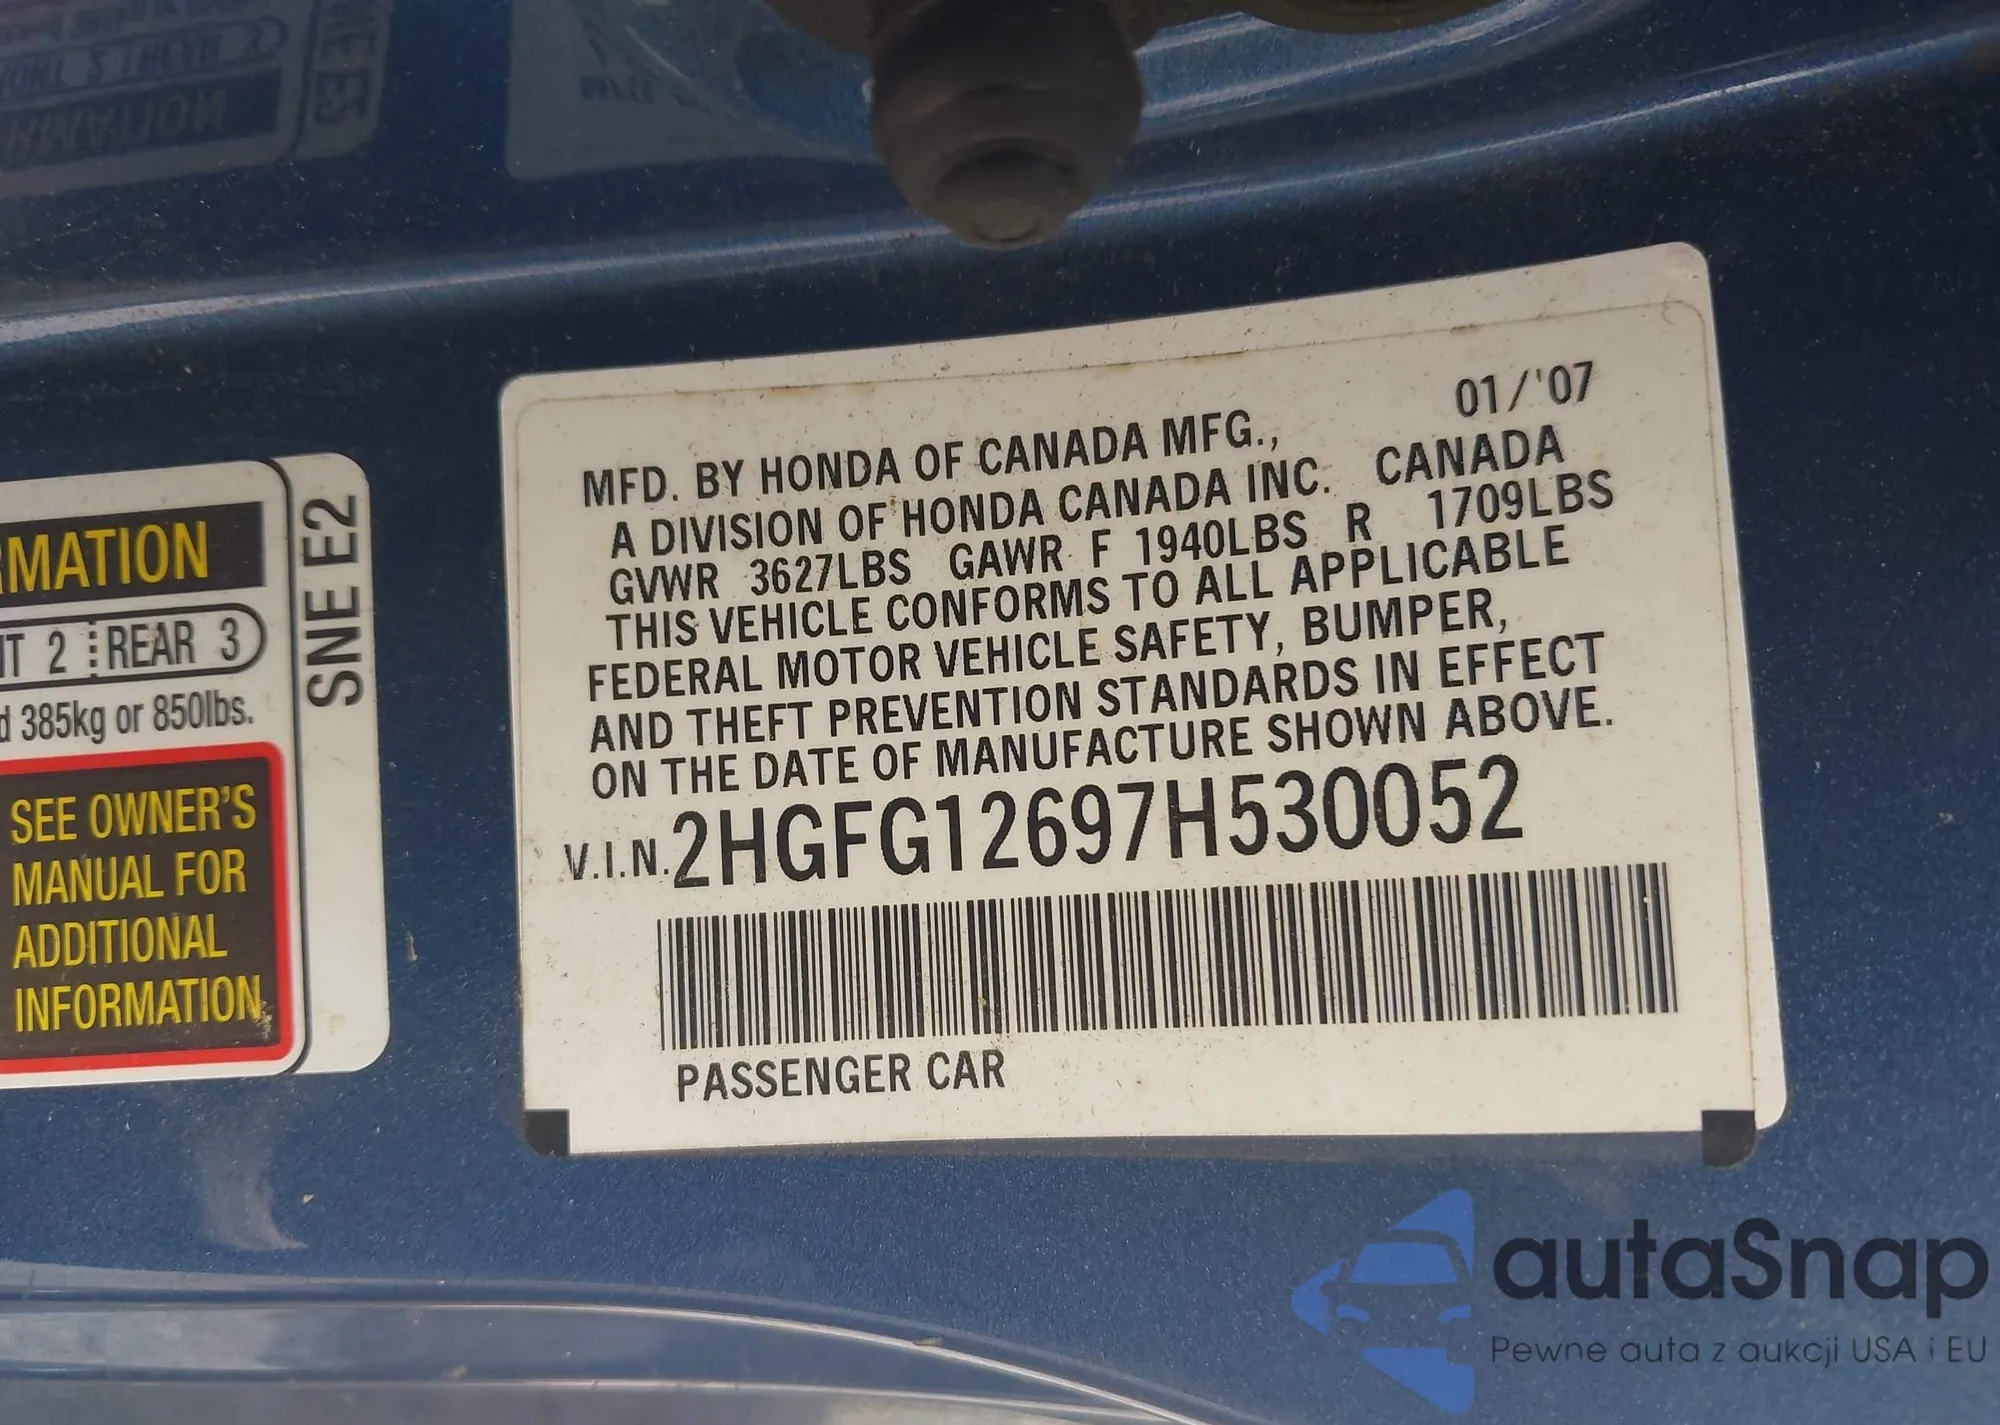 RMATION
NT 2 REAR 3
d 385kg or 850lbs.
SEE OWNER'S
MANUAL FOR
ADDITIONAL
INFORMATION
SNE E2
01/'07
MFD. BY HONDA OF CANADA MFG.,
A DIVISION OF HONDA CANADA INC. CANADA
GVWR 3627LBS GAWR F 1940LBS R 1709LBS
THIS VEHICLE CONFORMS TO ALL APPLICABLE
FEDERAL MOTOR VEHICLE SAFETY, BUMPER,
AND THEFT PREVENTION STANDARDS IN EFFECT
ON THE DATE OF MANUFACTURE SHOWN ABOVE.
V.I.N. 2HGFG12697H530052
PASSENGER CAR
autaSnap
Pewne auta z aukcji USA i EU